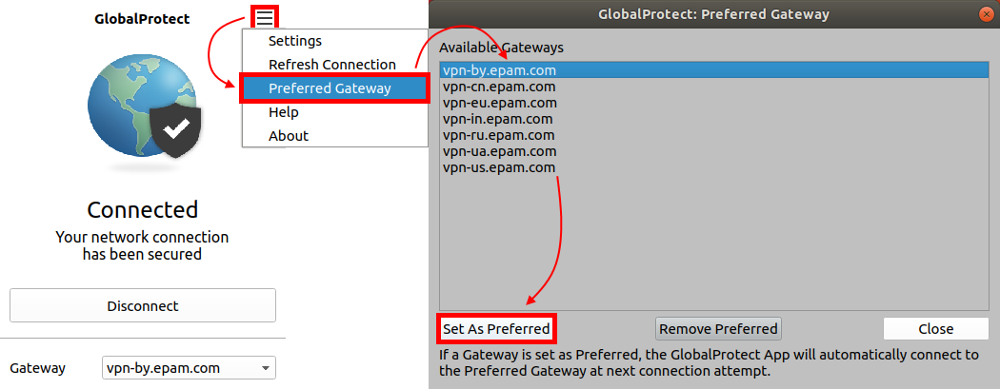 GlobalProtect
Settings
Refresh Connection
Preferred Gateway
Help
About
Connected
Your network connection
has been secured
Disconnect
Gateway
vpn-by.epam.com
GlobalProtect: Preferred Gateway
Available Gateways
vpn-by.epam.com
vpn-cn.epam.com
vpn-eu.epam.com
vpn-in.epam.com
vpn-ru.epam.com
vpn-ua.epam.com
vpn-us.epam.com
Set As Preferred
Remove Preferred
Close
If a Gateway is set as Preferred, the GlobalProtect App will automatically connect to
the Preferred Gateway at next connection attempt.